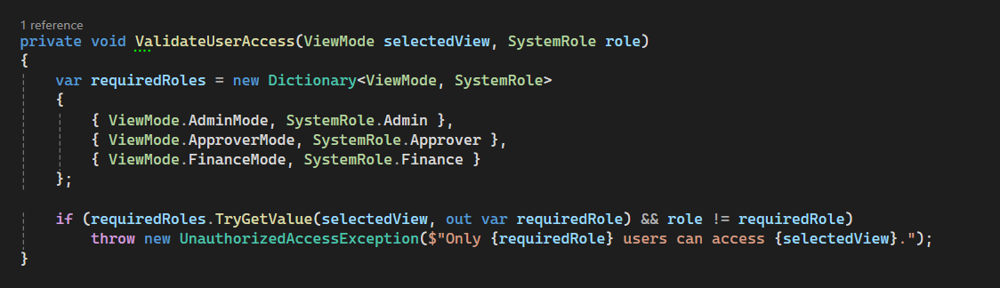 1 reference
private void ValidateUserAccess(ViewMode selectedView, SystemRole role)
{
    var requiredRoles = new Dictionary<ViewMode, SystemRole>
    {
        { ViewMode.AdminMode, SystemRole.Admin },
        { ViewMode.ApproverMode, SystemRole.Approver },
        { ViewMode.FinanceMode, SystemRole.Finance }
    };

    if (requiredRoles.TryGetValue(selectedView, out var requiredRole) && role != requiredRole)
        throw new UnauthorizedAccessException($"Only {requiredRole} users can access {selectedView}.");
}